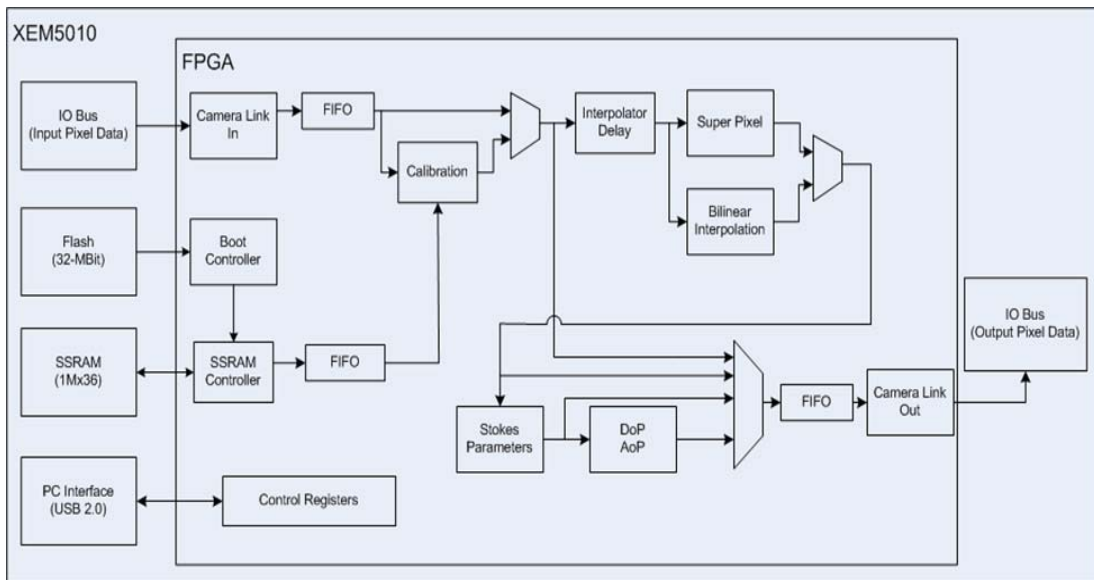 XEM5010
FPGA
IO Bus
(Input Pixel Data)
Camera Link
In
FIFO
Calibration
Interpolator
Delay
Super Pixel
Bilinear
Interpolation
Flash
(32-MBit)
Boot
Controller
SSRAM
(1Mx36)
SSRAM
Controller
FIFO
Stokes
Parameters
DoP
AoP
FIFO
Camera Link
Out
IO Bus
(Output Pixel Data)
PC Interface
(USB 2.0)
Control Registers